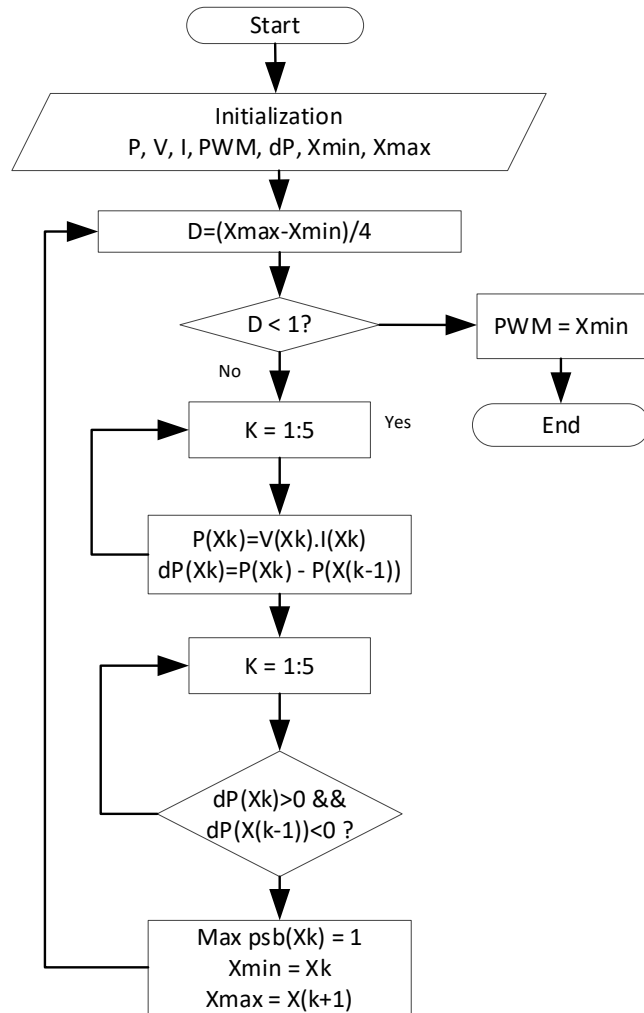 Start
Initialization
P, V, I, PWM, dP, Xmin, Xmax
D=(Xmax-Xmin)/4
D < 1?
PWM = Xmin
No
Yes
K = 1:5
End
P(Xk)=V(Xk).I(Xk)
dP(Xk)=P(Xk) - P(X(k-1))
K = 1:5
dP(Xk)>0 &&
dP(X(k-1))<0 ?
Max psb(Xk) = 1
Xmin = Xk
Xmax = X(k+1)